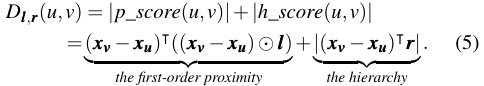 D_{l,r}(u,v) = |p_score(u,v)| + |h_score(u,v)|
= (x_v − x_u)^⊺((x_v − x_u) ⊙ l) + |(x_v − x_u)^⊺ r|. (5)
the first-order proximity the hierarchy